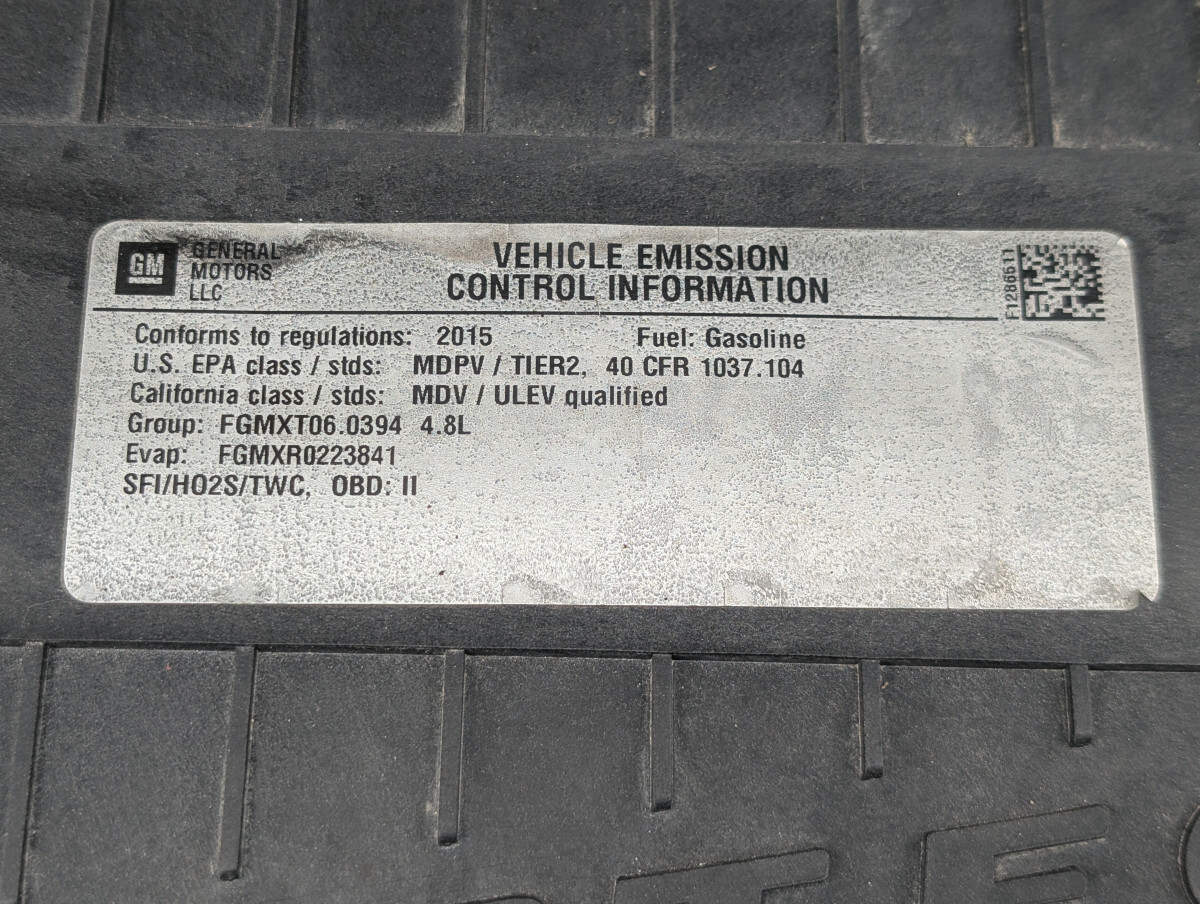 GM
GENERAL
MOTORS
LLC
VEHICLE EMISSION
CONTROL INFORMATION
F1286511
Conforms to regulations: 2015 Fuel: Gasoline
U.S. EPA class / stds: MDPV / TIER2, 40 CFR 1037.104
California class / stds: MDV / ULEV qualified
Group: FGMXT06.0394 4.8L
Evap: FGMXR0223841
SFI/HO2S/TWC, OBD: II